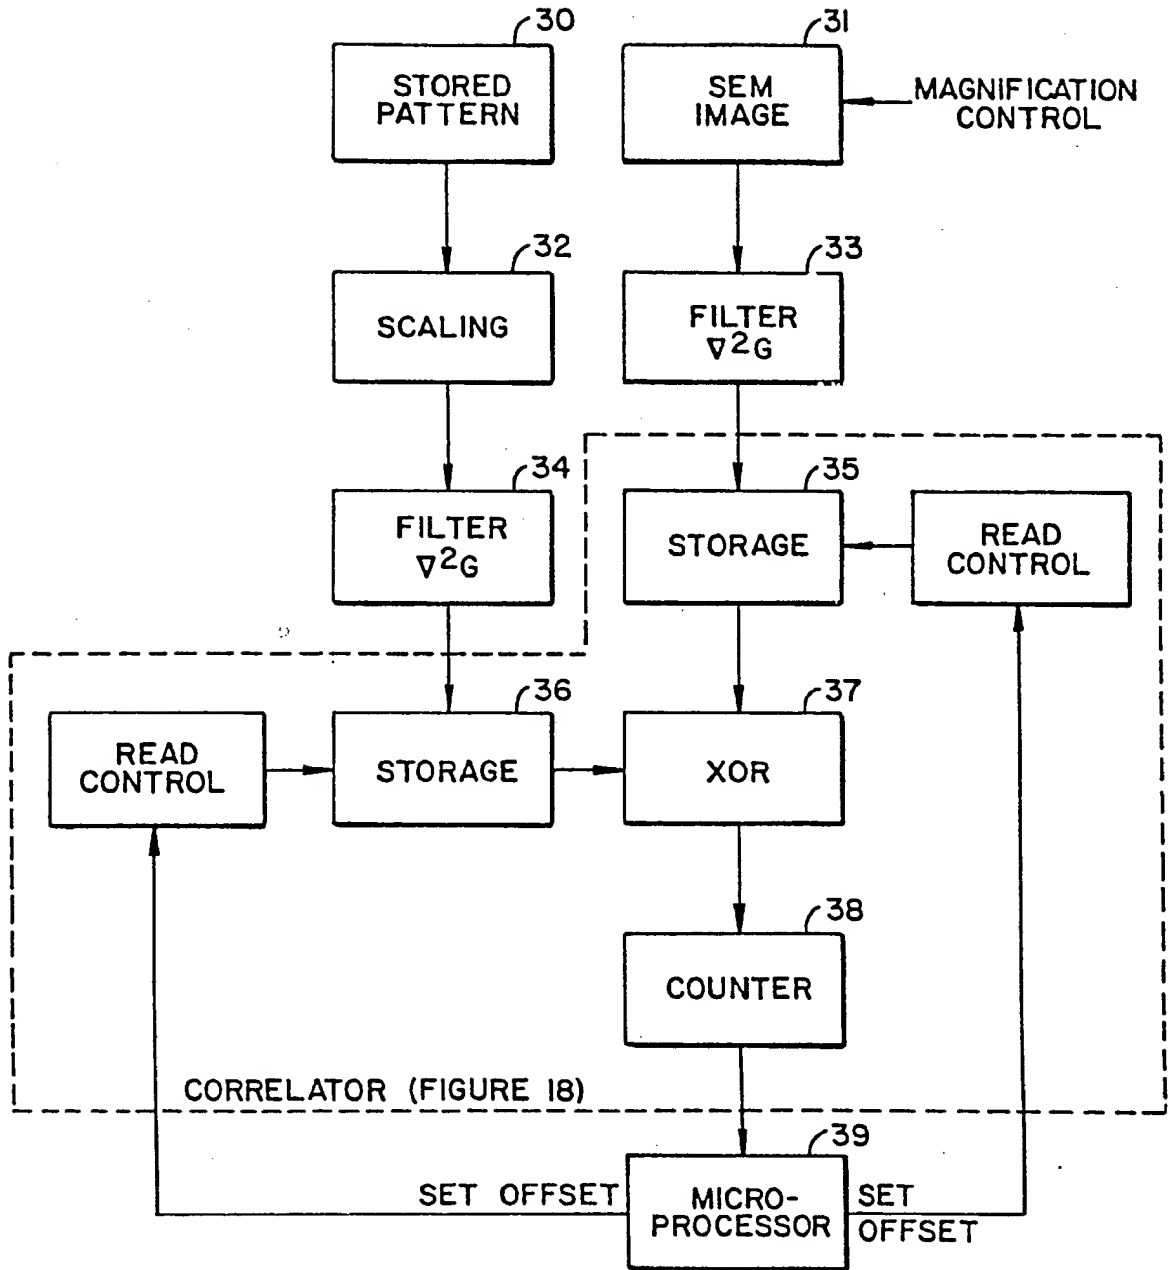 30
STORED
PATTERN
31
SEM
IMAGE
MAGNIFICATION
CONTROL
32
SCALING
33
FILTER
∇²G
34
FILTER
∇²G
35
STORAGE
READ
CONTROL
READ
CONTROL
36
STORAGE
37
XOR
38
COUNTER
CORRELATOR (FIGURE 18)
39
SET OFFSET
MICRO-
PROCESSOR
SET
OFFSET